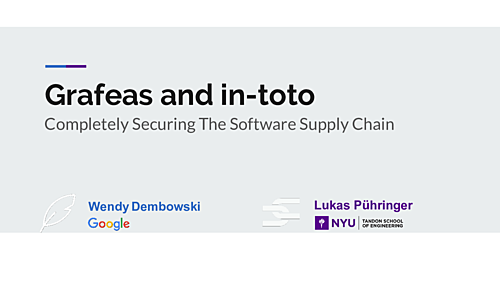 Grafeas and in-toto
Completely Securing The Software Supply Chain
Wendy Dembowski
Google
Lukas Pühringer
NYU TANDON SCHOOL
OF ENGINEERING